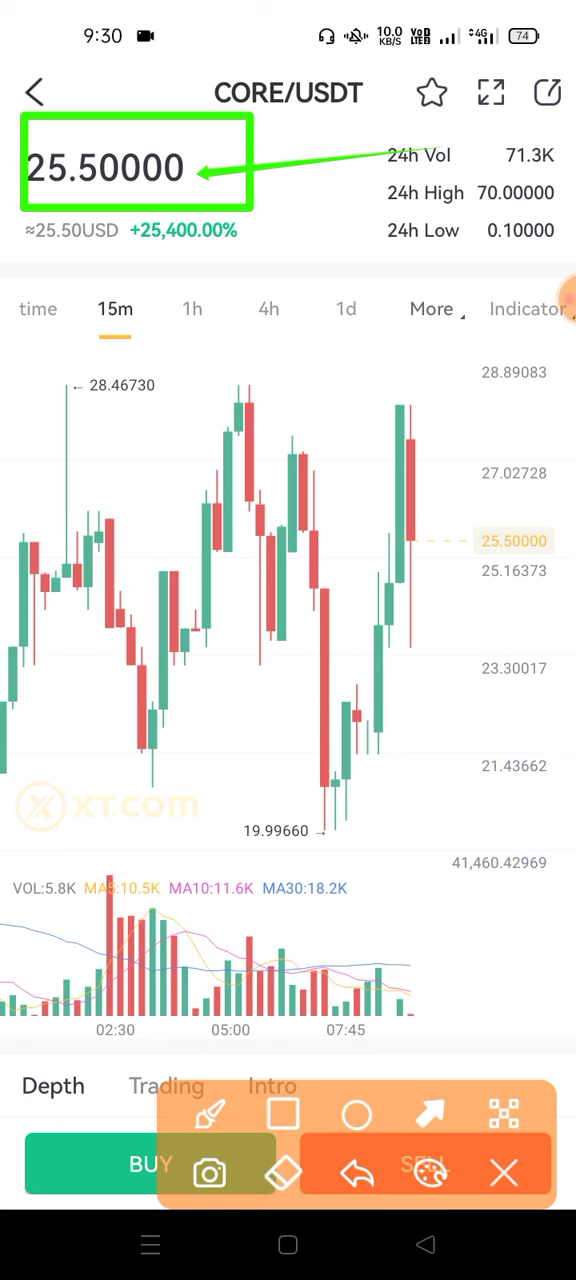 9:30 10.0 KB/S VoD LTE 4G 74
CORE/USDT
25.50000
≈25.50USD +25,400.00%
24h Vol 71.3K
24h High 70.00000
24h Low 0.10000
time 15m 1h 4h 1d More Indicator
28.89083
← 28.46730
27.02728
25.50000
25.16373
23.30017
21.43662
XT.COM
19.99660 →
41,460.42969
VOL:5.8K MA5:10.5K MA10:11.6K MA30:18.2K
02:30 05:00 07:45
Depth Trading Intro
BUY SELL